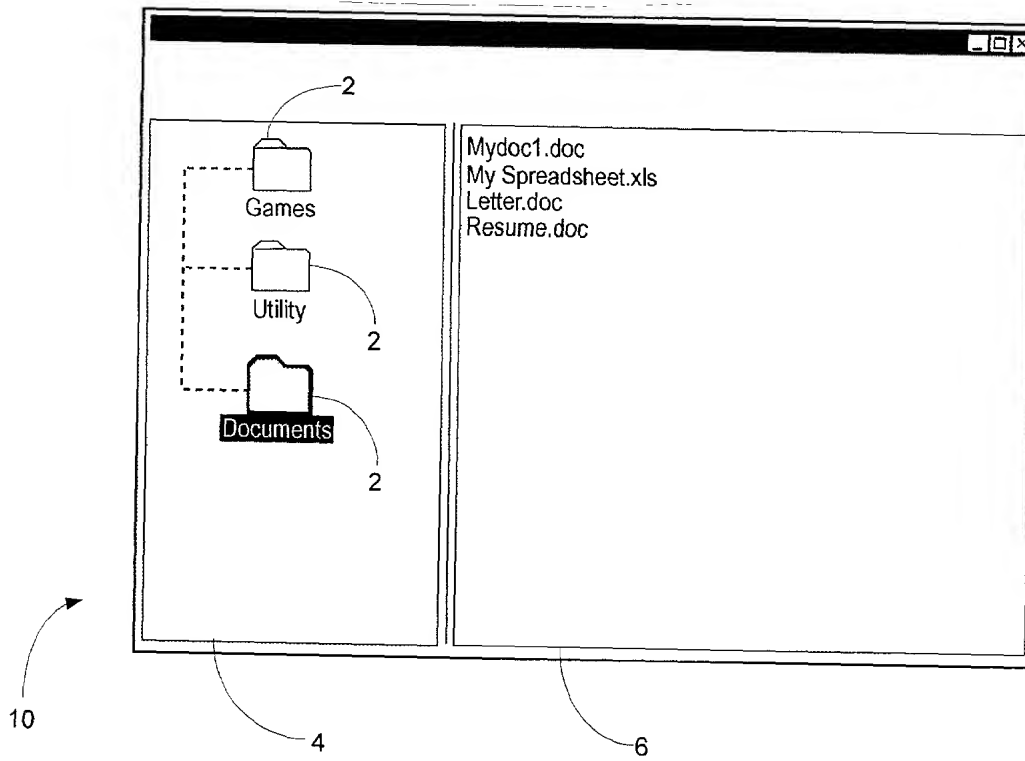 2
Games
Utility
2
Documents
2
Mydoc1.doc
My Spreadsheet.xls
Letter.doc
Resume.doc
10
4
6